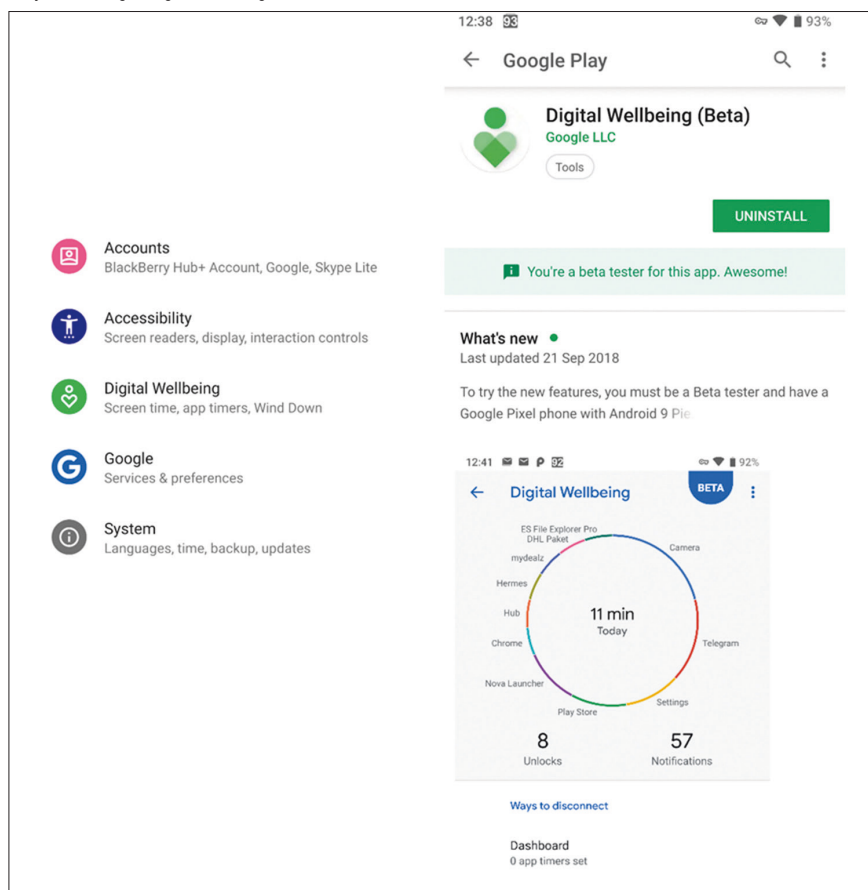 Accounts
BlackBerry Hub+ Account, Google, Skype Lite
Accessibility
Screen readers, display, interaction controls
Digital Wellbeing
Screen time, app timers, Wind Down
Google
Services & preferences
System
Languages, time, backup, updates
12:38 93 93%
Google Play
Digital Wellbeing (Beta)
Google LLC
Tools
UNINSTALL
You're a beta tester for this app. Awesome!
What's new
Last updated 21 Sep 2018
To try the new features, you must be a Beta tester and have a
Google Pixel phone with Android 9 Pie.
12:41 92 92%
Digital Wellbeing
BETA
ES File Explorer Pro
DHL Paket
Camera
mydealz
Hermes
Hub
11 min
Today
Chrome
Telegram
Nova Launcher
Settings
Play Store
8
57
Unlocks
Notifications
Ways to disconnect
Dashboard
0 app timers set